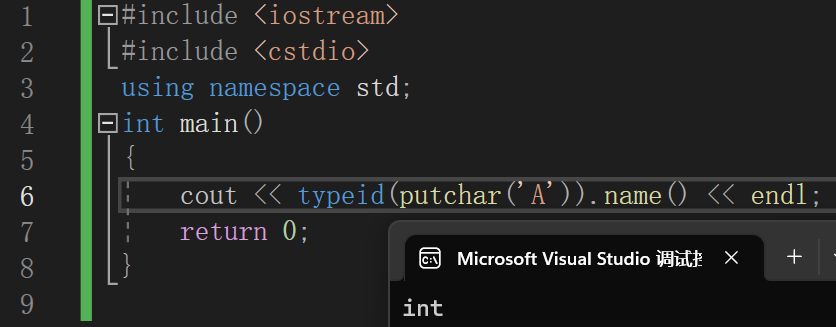 1 #include <iostream>
2 #include <cstdio>
3 using namespace std;
4 int main()
5 {
6 cout << typeid(putchar('A')).name() << endl;
7 return 0;
8 }
9
Microsoft Visual Studio 调试
int